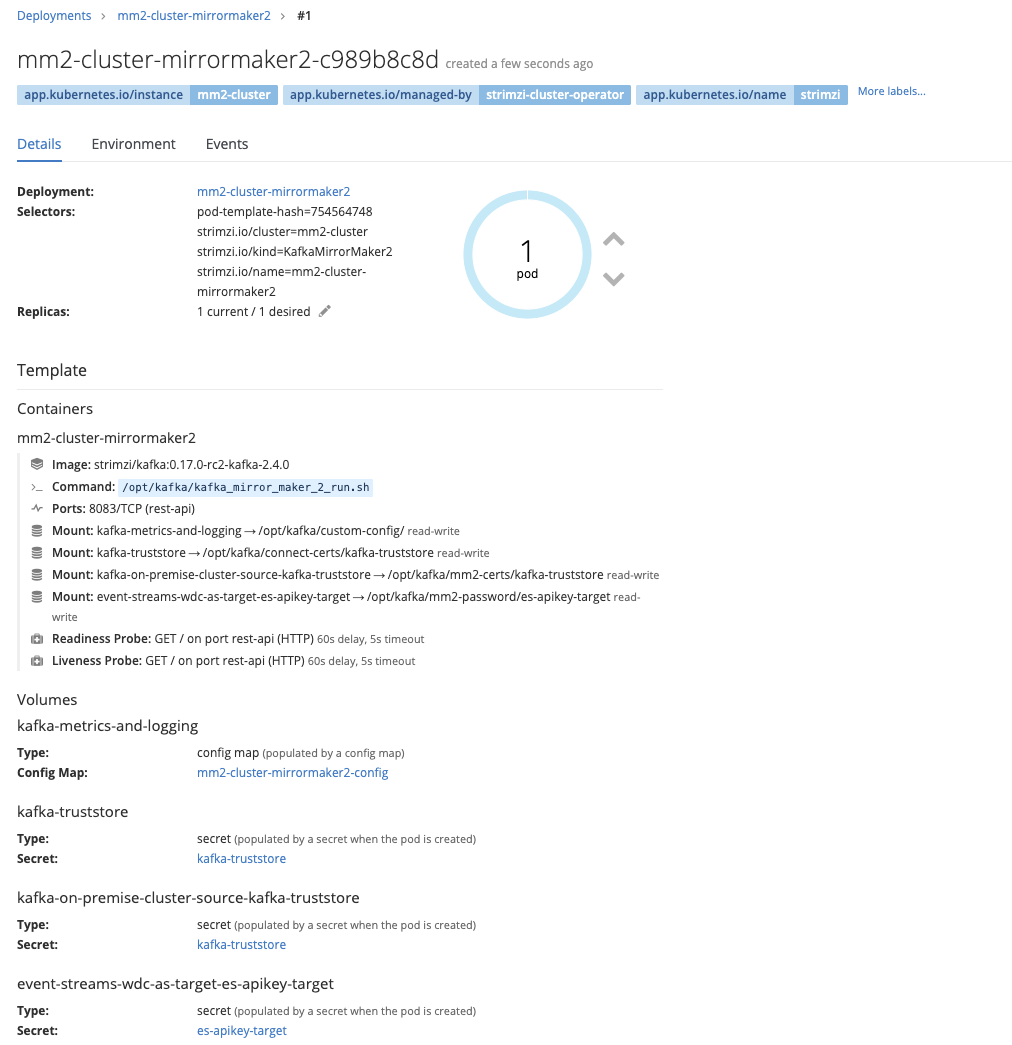 Deployments › mm2-cluster-mirrormaker2 › #1
mm2-cluster-mirrormaker2-c989b8c8d created a few seconds ago
app.kubernetes.io/instance mm2-cluster app.kubernetes.io/managed-by strimzi-cluster-operator app.kubernetes.io/name strimzi More labels...
Details Environment Events
Deployment: mm2-cluster-mirrormaker2
Selectors: pod-template-hash=754564748
strimzi.io/cluster=mm2-cluster
strimzi.io/kind=KafkaMirrorMaker2
strimzi.io/name=mm2-cluster-
mirrormaker2
Replicas: 1 current / 1 desired
1
pod
Template
Containers
mm2-cluster-mirrormaker2
Image: strimzi/kafka:0.17.0-rc2-kafka-2.4.0
Command: /opt/kafka/kafka_mirror_maker_2_run.sh
Ports: 8083/TCP (rest-api)
Mount: kafka-metrics-and-logging → /opt/kafka/custom-config/ read-write
Mount: kafka-truststore → /opt/kafka/connect-certs/kafka-truststore read-write
Mount: kafka-on-premise-cluster-source-kafka-truststore → /opt/kafka/mm2-certs/kafka-truststore read-write
Mount: event-streams-wdc-as-target-es-apikey-target → /opt/kafka/mm2-password/es-apikey-target read-
write
Readiness Probe: GET / on port rest-api (HTTP) 60s delay, 5s timeout
Liveness Probe: GET / on port rest-api (HTTP) 60s delay, 5s timeout
Volumes
kafka-metrics-and-logging
Type: config map (populated by a config map)
Config Map: mm2-cluster-mirrormaker2-config
kafka-truststore
Type: secret (populated by a secret when the pod is created)
Secret: kafka-truststore
kafka-on-premise-cluster-source-kafka-truststore
Type: secret (populated by a secret when the pod is created)
Secret: kafka-truststore
event-streams-wdc-as-target-es-apikey-target
Type: secret (populated by a secret when the pod is created)
Secret: es-apikey-target